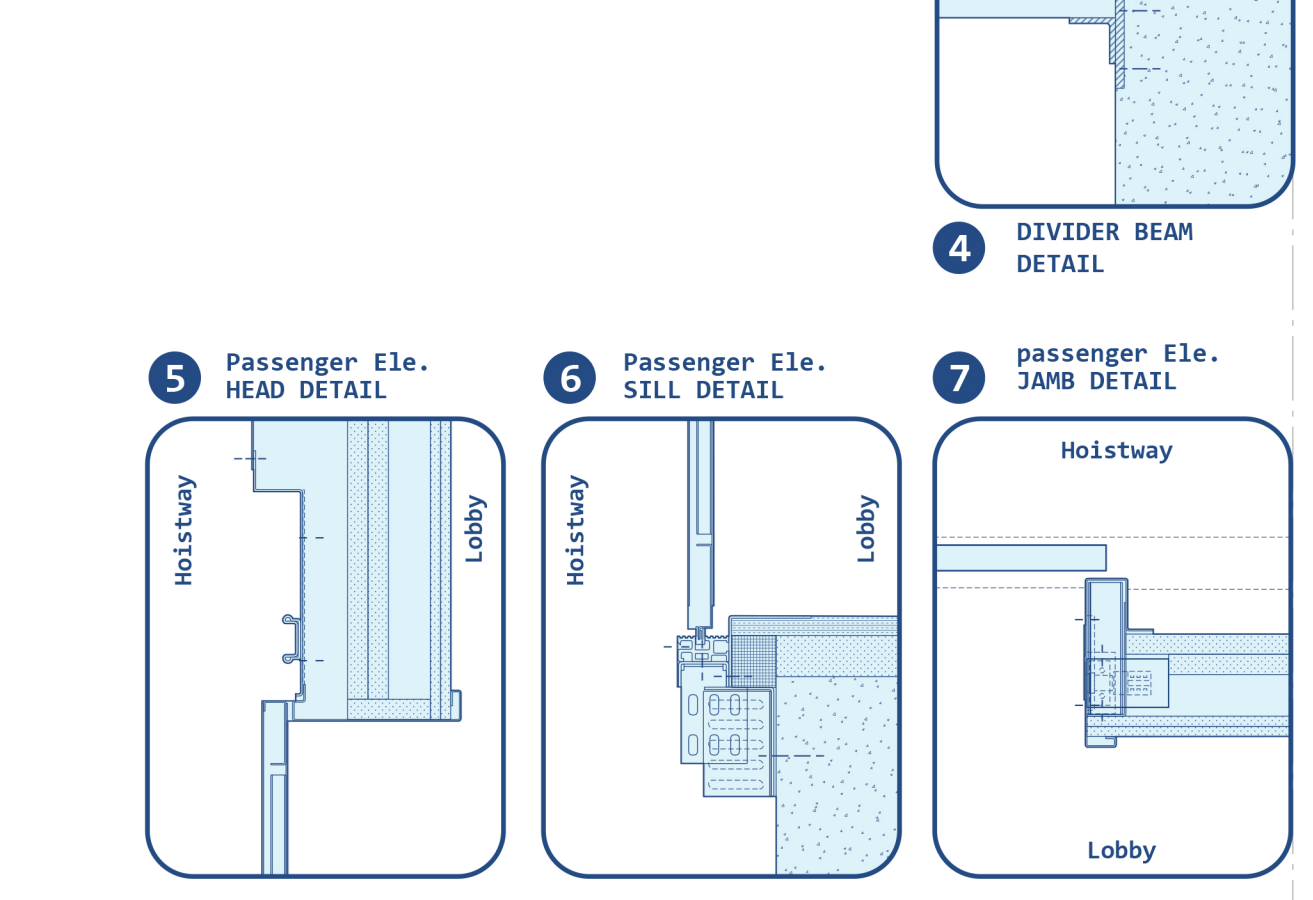 4
DIVIDER BEAM
DETAIL
5
Passenger Ele.
HEAD DETAIL
6
Passenger Ele.
SILL DETAIL
7
passenger Ele.
JAMB DETAIL
Hoistway
Lobby
Hoistway
Lobby
Hoistway
Lobby